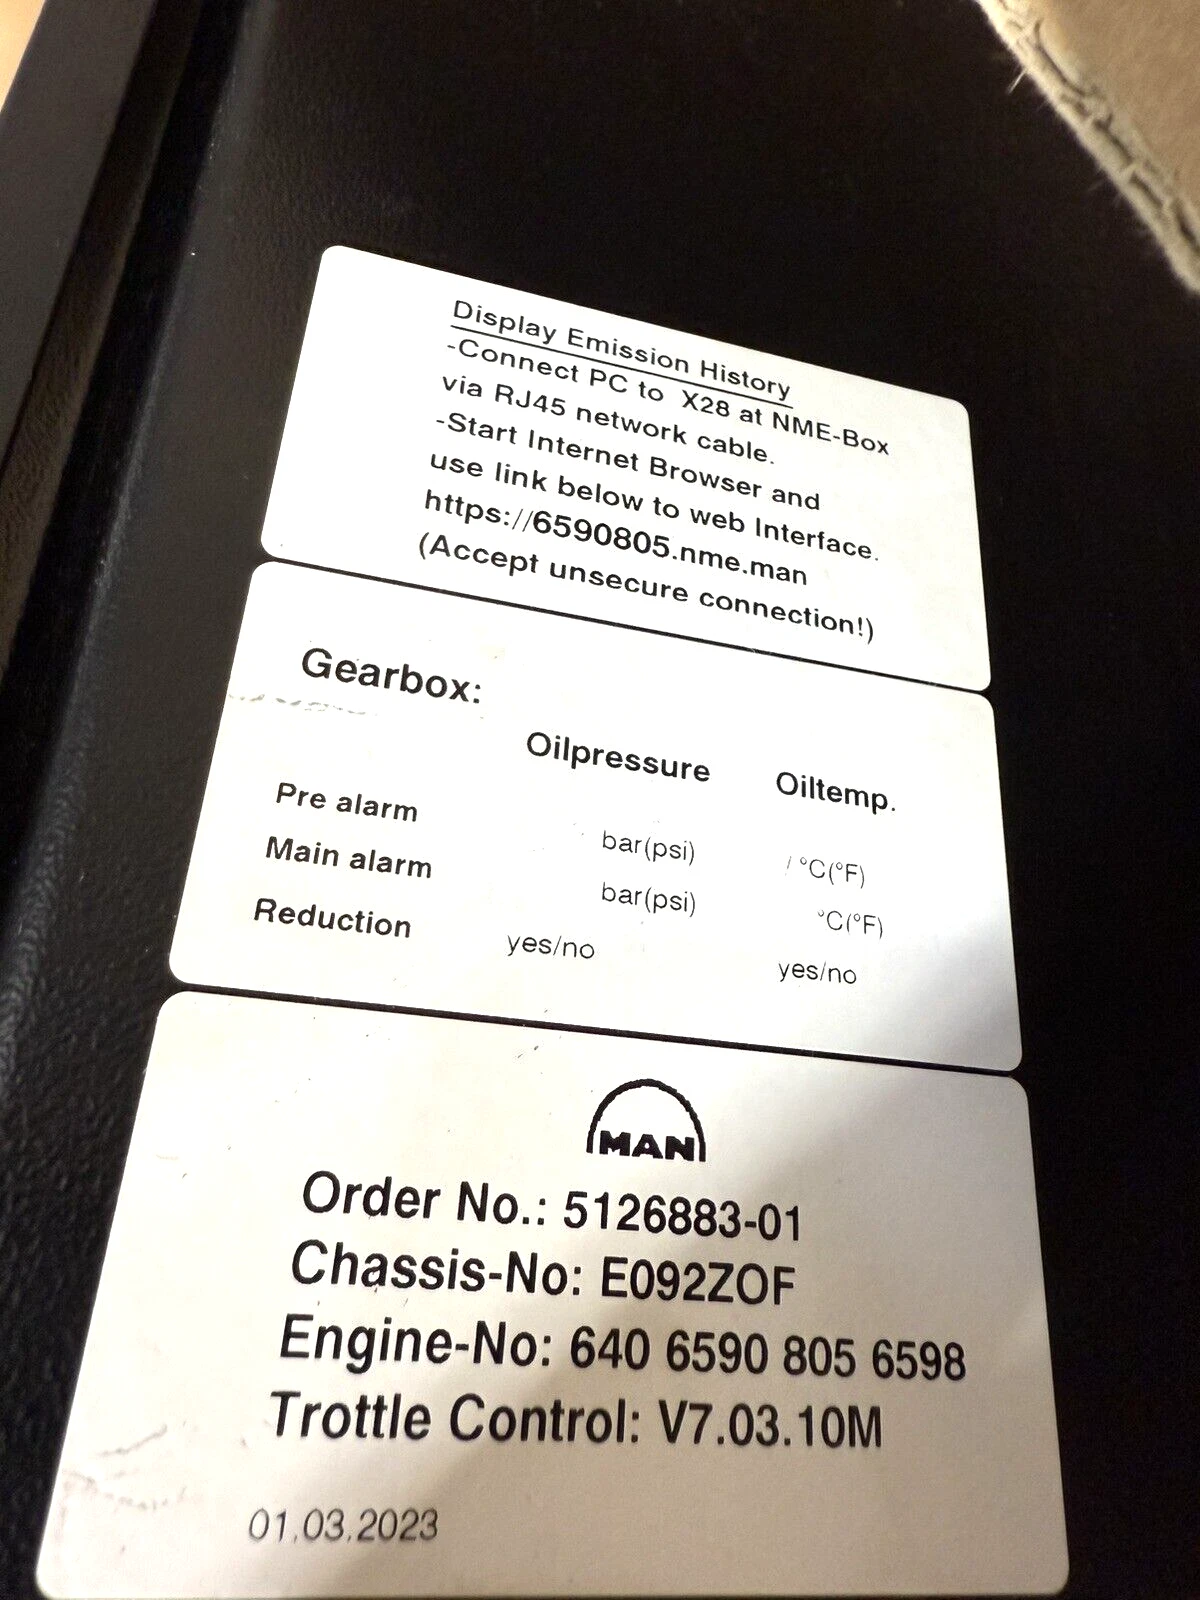 Display Emission History
-Connect PC to X28 at NME-Box
via RJ45 network cable.
-Start Internet Browser and
use link below to web Interface.
https://6590805.nme.man
(Accept unsecure connection!)
Gearbox:
Oilpressure Oiltemp.
Pre alarm bar(psi) / °C(°F)
Main alarm bar(psi) °C(°F)
Reduction yes/no yes/no
MAN
Order No.: 5126883-01
Chassis-No: E092ZOF
Engine-No: 640 6590 805 6598
Trottle Control: V7.03.10M
01.03.2023